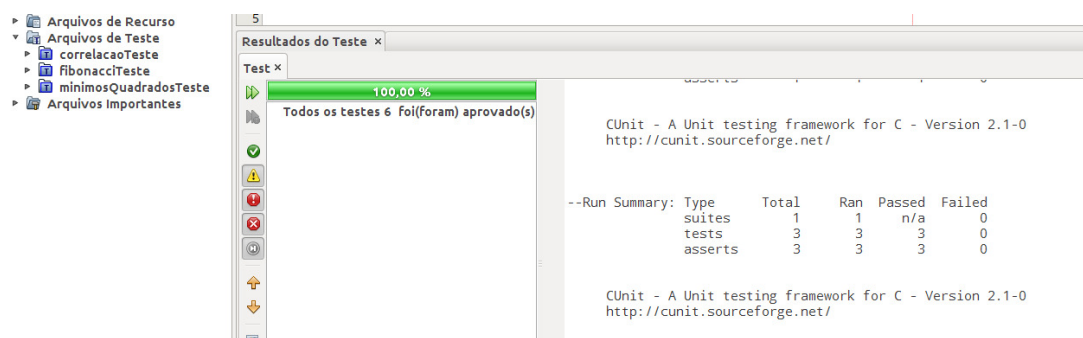 Arquivos de Recurso
Arquivos de Teste
correlacaoTeste
fibonacciTeste
minimosQuadradosTeste
Arquivos Importantes
5
Resultados do Teste ×
Test ×
100,00 %
Todos os testes 6 foi(foram) aprovado(s)
asserts
CUnit - A Unit testing framework for C - Version 2.1-0
http://cunit.sourceforge.net/
--Run Summary: Type Total Ran Passed Failed
suites 1 1 n/a 0
tests 3 3 3 0
asserts 3 3 3 0
CUnit - A Unit testing framework for C - Version 2.1-0
http://cunit.sourceforge.net/